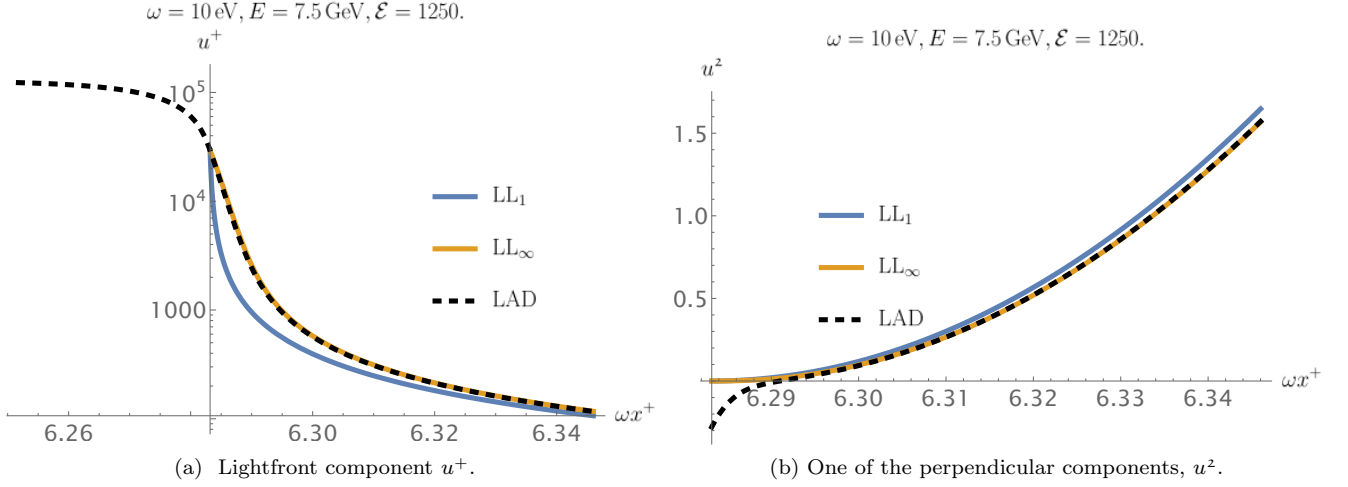 ω = 10 eV, E = 7.5 GeV, ℰ = 1250.
u⁺
10⁵
10⁴
1000
LL₁
LL∞
LAD
6.26
6.30
6.32
6.34
ωx⁺
(a) Lightfront component u⁺.
ω = 10 eV, E = 7.5 GeV, ℰ = 1250.
u²
1.5
1.0
0.5
LL₁
LL∞
LAD
6.29
6.30
6.31
6.32
6.33
6.34
ωx⁺
(b) One of the perpendicular components, u².